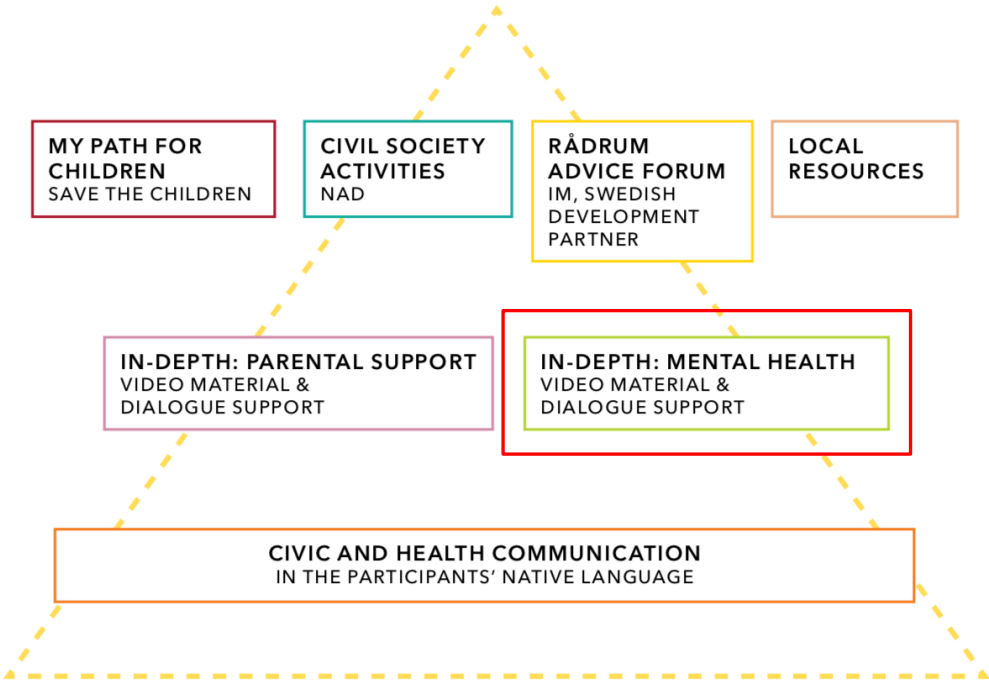 MY PATH FOR
CHILDREN
SAVE THE CHILDREN
CIVIL SOCIETY
ACTIVITIES
NAD
RÅDRUM
ADVICE FORUM
IM, SWEDISH
DEVELOPMENT
PARTNER
LOCAL
RESOURCES
IN-DEPTH: PARENTAL SUPPORT
VIDEO MATERIAL &
DIALOGUE SUPPORT
IN-DEPTH: MENTAL HEALTH
VIDEO MATERIAL &
DIALOGUE SUPPORT
CIVIC AND HEALTH COMMUNICATION
IN THE PARTICIPANTS’ NATIVE LANGUAGE